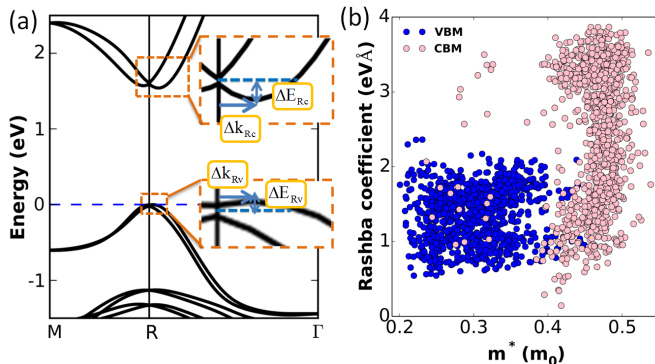 (a)
Energy (eV)
2
1
0
-1
M
R
Γ
ΔE_Rc
Δk_Rc
Δk_Rv
ΔE_Rv
(b)
VBM
CBM
Rashba coefficient (eVÅ)
4
3
2
1
0
0.2
0.3
0.4
0.5
m* (m₀)